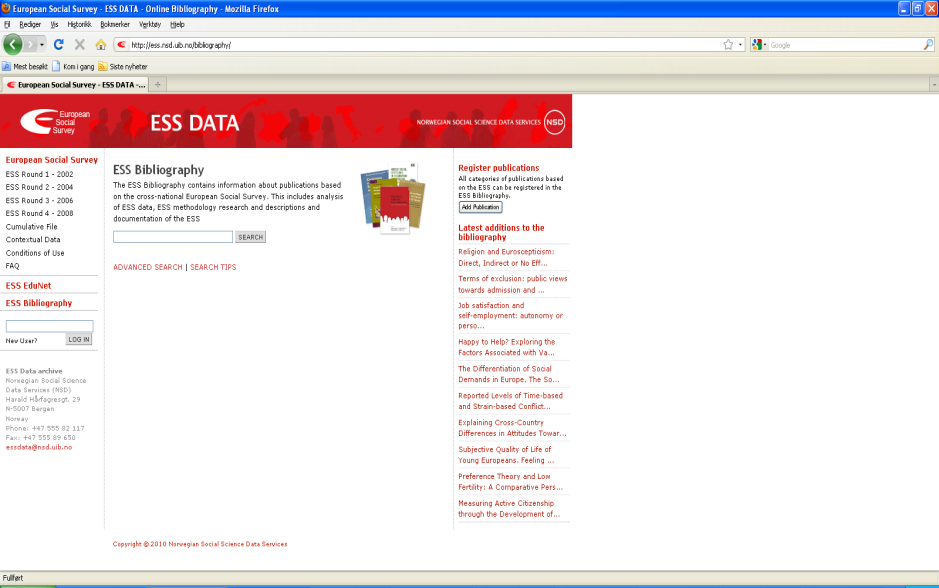 European Social Survey - ESS DATA - Online Bibliography - Mozilla Firefox
Fil Rediger Vis Historikk Bokmerker Verktøy Hjelp
http://ess.nsd.uib.no/bibliography/
Google
Mest besøkt Kom i gang Siste nyheter
European Social Survey - ESS DATA -...
European
Social
Survey
ESS DATA
NORWEGIAN SOCIAL SCIENCE DATA SERVICES NSD
European Social Survey
ESS Round 1 - 2002
ESS Round 2 - 2004
ESS Round 3 - 2006
ESS Round 4 - 2008
Cumulative File
Contextual Data
Conditions of Use
FAQ
ESS EduNet
ESS Bibliography
New User?
LOG IN
ESS Data archive
Norwegian Social Science
Data Services (NSD)
Harald Hårfagresgt. 29
N-5007 Bergen
Norway
Phone: +47 555 82 117
Fax: +47 555 89 650
essdata@nsd.uib.no
ESS Bibliography
The ESS Bibliography contains information about publications based
on the cross-national European Social Survey. This includes analysis
of ESS data, ESS methodology research and descriptions and
documentation of the ESS
SEARCH
ADVANCED SEARCH | SEARCH TIPS
Register publications
All categories of publications based
on the ESS can be registered in the
ESS Bibliography.
Add Publication
Latest additions to the
bibliography
Religion and Euroscepticism:
Direct, Indirect or No Eff...
Terms of exclusion: public views
towards admission and ...
Job satisfaction and
self-employment: autonomy or
perso...
Happy to Help? Exploring the
Factors Associated with Va...
The Differentiation of Social
Demands in Europe. The So...
Reported Levels of Time-based
and Strain-based Conflict...
Explaining Cross-Country
Differences in Attitudes Towar...
Subjective Quality of Life of
Young Europeans. Feeling ...
Preference Theory and Low
Fertility: A Comparative Pers...
Measuring Active Citizenship
through the Development of...
Copyright © 2010 Norwegian Social Science Data Services
Fullført